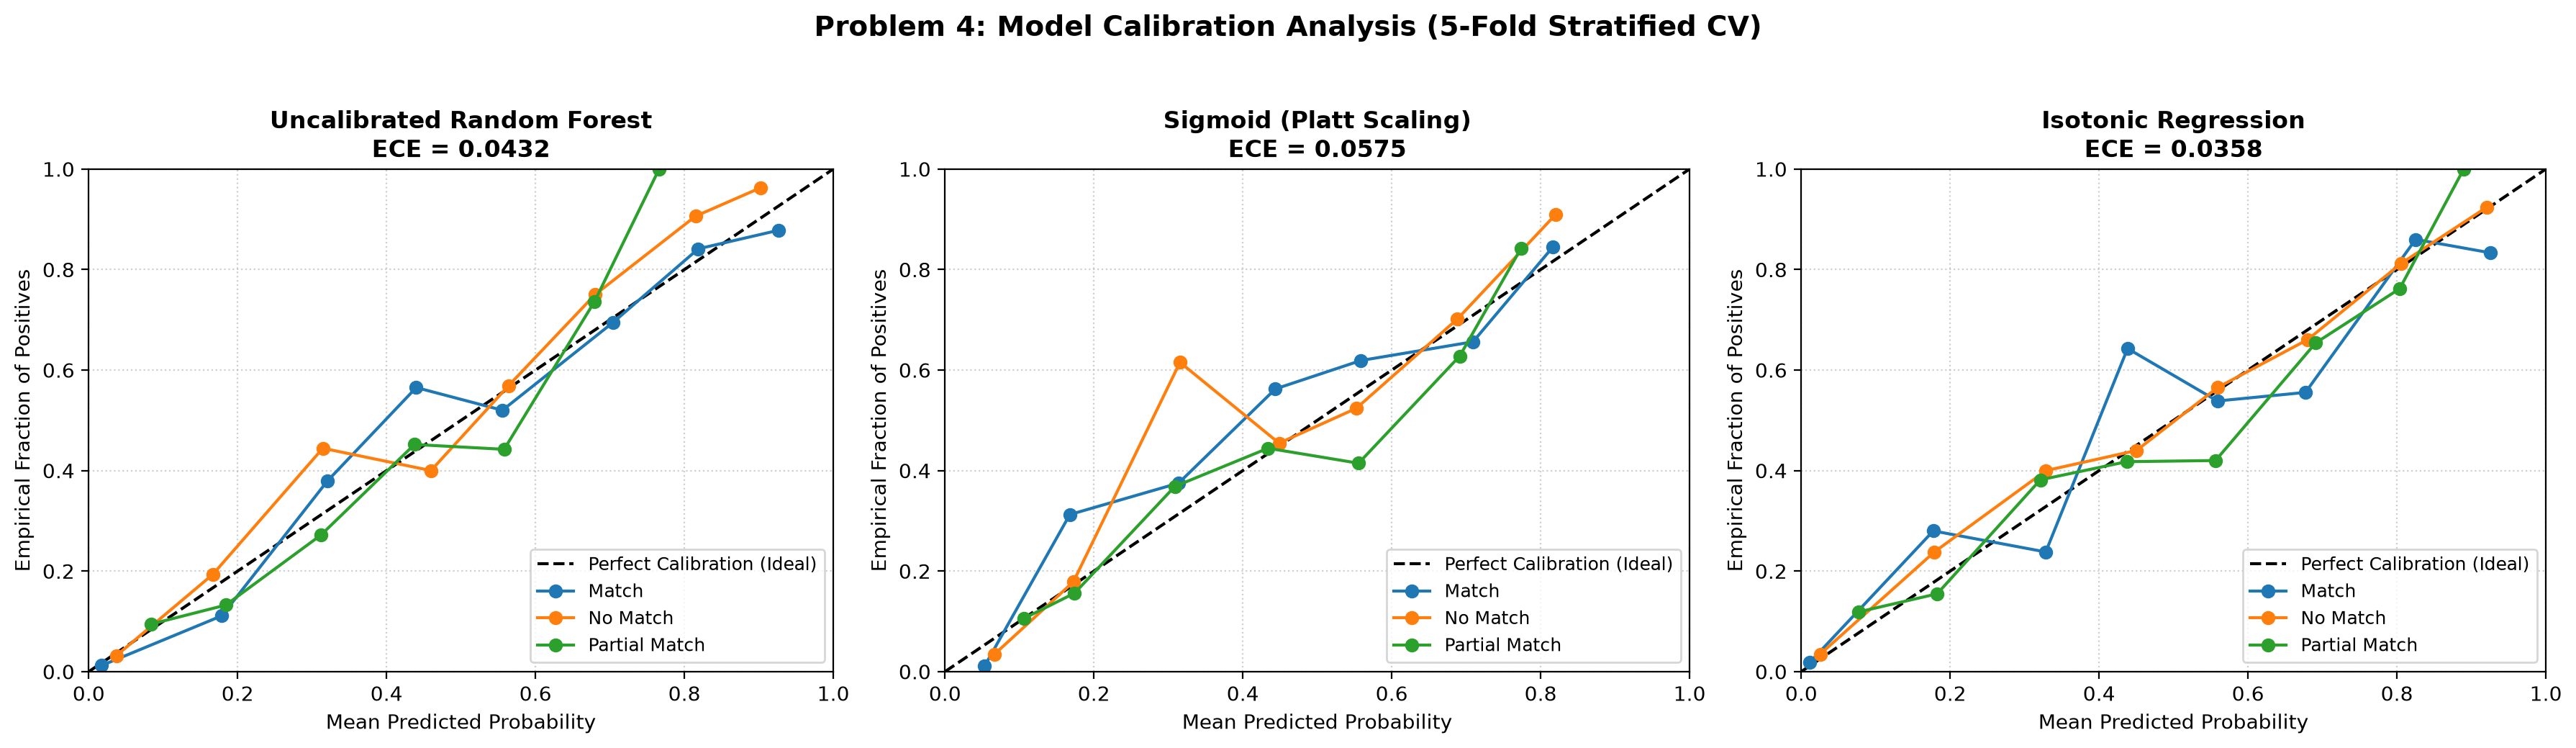 Problem 4: Model Calibration Analysis (5-Fold Stratified CV)
Uncalibrated Random Forest
ECE = 0.0432
1.0
0.8
0.6
0.4
0.2
0.0
Empirical Fraction of Positives
0.0 0.2 0.4 0.6 0.8 1.0
Mean Predicted Probability
Perfect Calibration (Ideal)
Match
No Match
Partial Match
Sigmoid (Platt Scaling)
ECE = 0.0575
1.0
0.8
0.6
0.4
0.2
0.0
Empirical Fraction of Positives
0.0 0.2 0.4 0.6 0.8 1.0
Mean Predicted Probability
Perfect Calibration (Ideal)
Match
No Match
Partial Match
Isotonic Regression
ECE = 0.0358
1.0
0.8
0.6
0.4
0.2
0.0
Empirical Fraction of Positives
0.0 0.2 0.4 0.6 0.8 1.0
Mean Predicted Probability
Perfect Calibration (Ideal)
Match
No Match
Partial Match